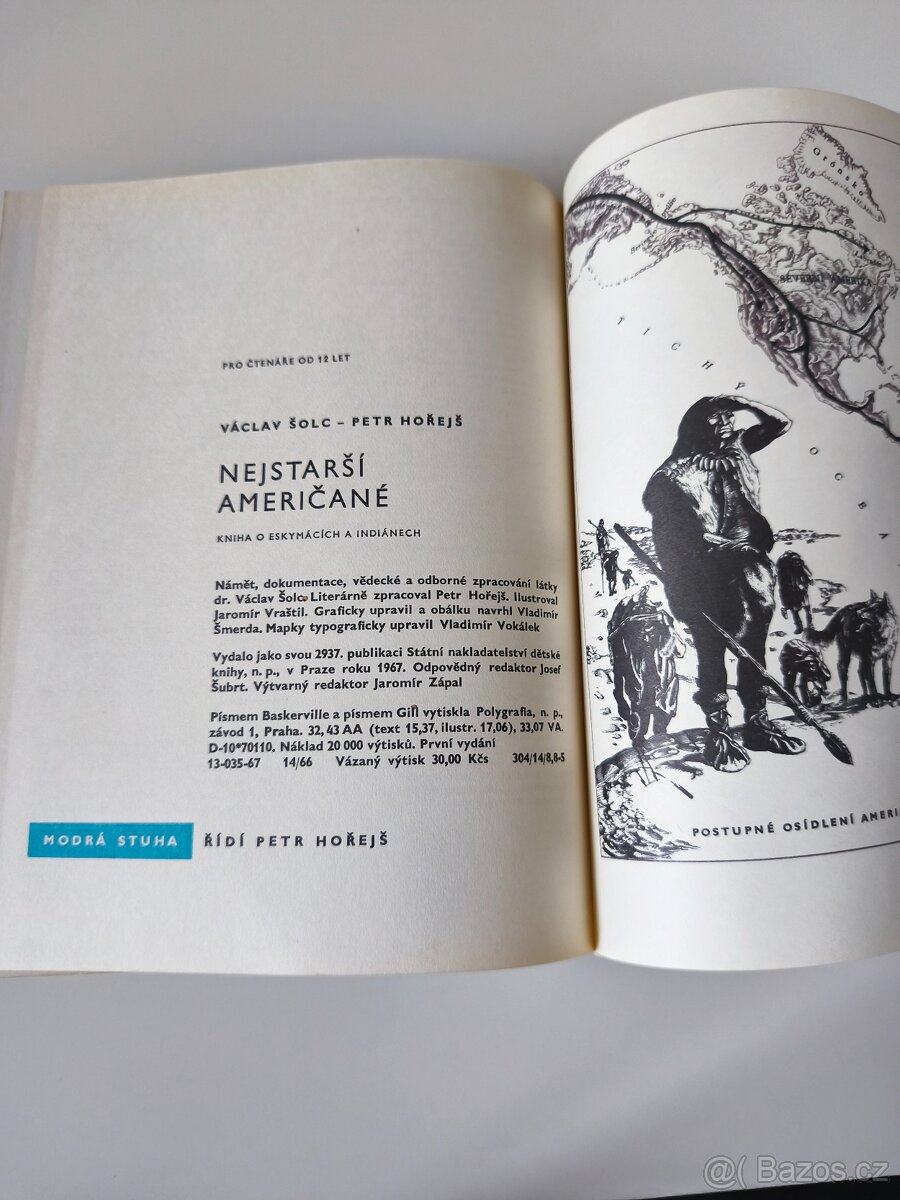 PRO ČTENÁŘE OD 12 LET
VÁCLAV ŠOLC – PETR HOŘEJŠ
NEJSTARŠÍ
AMERIČANÉ
KNIHA O ESKYMÁCÍCH A INDIÁNECH
Námět, dokumentace, vědecké a odborné zpracování látky
dr. Václav Šolc. Literárně zpracoval Petr Hořejš. Ilustroval
Jaromír Vraštil. Graficky upravil a obálku navrhl Vladimír
Šmerda. Mapky typograficky upravil Vladimír Vokálek
Vydalo jako svou 2937. publikaci Státní nakladatelství dětské
knihy, n. p., v Praze roku 1967. Odpovědný redaktor Josef
Šubrt. Výtvarný redaktor Jaromír Zápal
Písmem Baskerville a písmem Gill vytiskla Polygrafia, n. p.,
závod 1, Praha. 32,43 AA (text 15,37, ilustr. 17,06), 33,07 VA.
D-10*70110. Náklad 20 000 výtisků. První vydání
13-035-67 14/66 Vázaný výtisk 30,00 Kčs 304/14/8,8-5
MODRÁ STUHA ŘÍDÍ PETR HOŘEJŠ
Grónsko
SEVERNÍ AMERIKA
TICHÝ OCEÁ
POSTUPNÉ OSÍDLENÍ AMERI
@( Bazos.cz